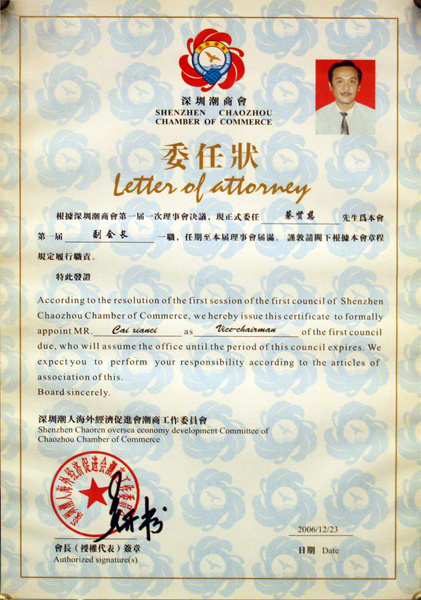 深圳潮商會
SHENZHEN CHAOZHOU
CHAMBER OF COMMERCE
委任狀
Letter of attorney
根據深圳潮商會第一届一次理事會决議，現正式委任 蔡賢慈 先生爲本會
第一届 副会长 一職，任期至本届理事會届滿。謹敦請閣下根據本會章程
規定履行職責。
特此發證
According to the resolution of the first session of the first council of Shenzhen
Chaozhou Chamber of Commerce, we hereby issue this certificate to formally
appoint MR. Cai xianci as Vice-chairman of the first council
due, who will assume the office until the period of this council expires. We
expect you to perform your responsibility according to the articles of
association of this.
Board sincerely.
深圳潮人海外經濟促進會潮商工作委員會
Shenzhen Chaoren oversea economy development Committee of
Chaozhou Chamber of Commerce
2006/12/23
會長（授權代表）簽章
Authorized signature(s)
日期 Date